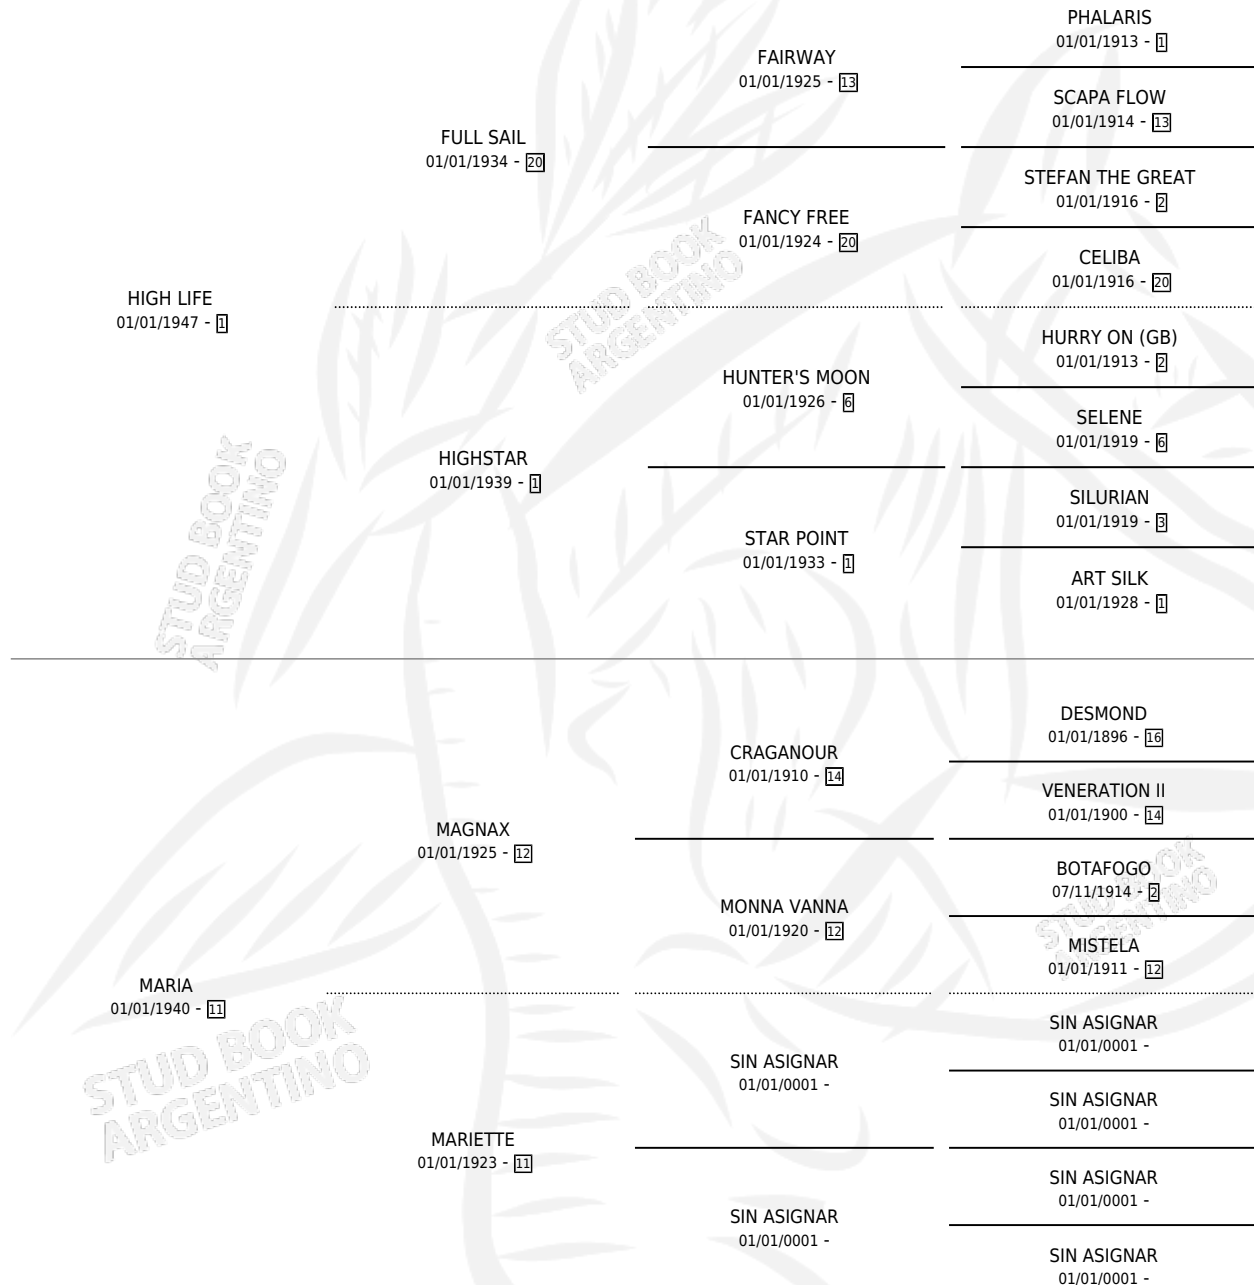 PHALARIS
01/01/1913 - 1
FAIRWAY
01/01/1925 - 13
SCAPA FLOW
01/01/1914 - 13
FULL SAIL
01/01/1934 - 20
STEFAN THE GREAT
01/01/1916 - 2
FANCY FREE
01/01/1924 - 20
CELIBA
01/01/1916 - 20
HIGH LIFE
01/01/1947 - 1
HURRY ON (GB)
01/01/1913 - 2
HUNTER'S MOON
01/01/1926 - 6
SELENE
01/01/1919 - 6
HIGHSTAR
01/01/1939 - 1
SILURIAN
01/01/1919 - 3
STAR POINT
01/01/1933 - 1
ART SILK
01/01/1928 - 1
DESMOND
01/01/1896 - 16
CRAGANOUR
01/01/1910 - 14
VENERATION II
01/01/1900 - 14
MAGNAX
01/01/1925 - 12
BOTAFOGO
07/11/1914 - 2
MONNA VANNA
01/01/1920 - 12
MISTELA
01/01/1911 - 12
MARIA
01/01/1940 - 11
SIN ASIGNAR
01/01/0001 -
SIN ASIGNAR
01/01/0001 -
SIN ASIGNAR
01/01/0001 -
MARIETTE
01/01/1923 - 11
SIN ASIGNAR
01/01/0001 -
SIN ASIGNAR
01/01/0001 -
SIN ASIGNAR
01/01/0001 -
STUD BOOK
ARGENTINO
STUD BOOK
ARGENTINO
STUD BOOK
ARGENTINO
STUD BOOK
ARGENTINO